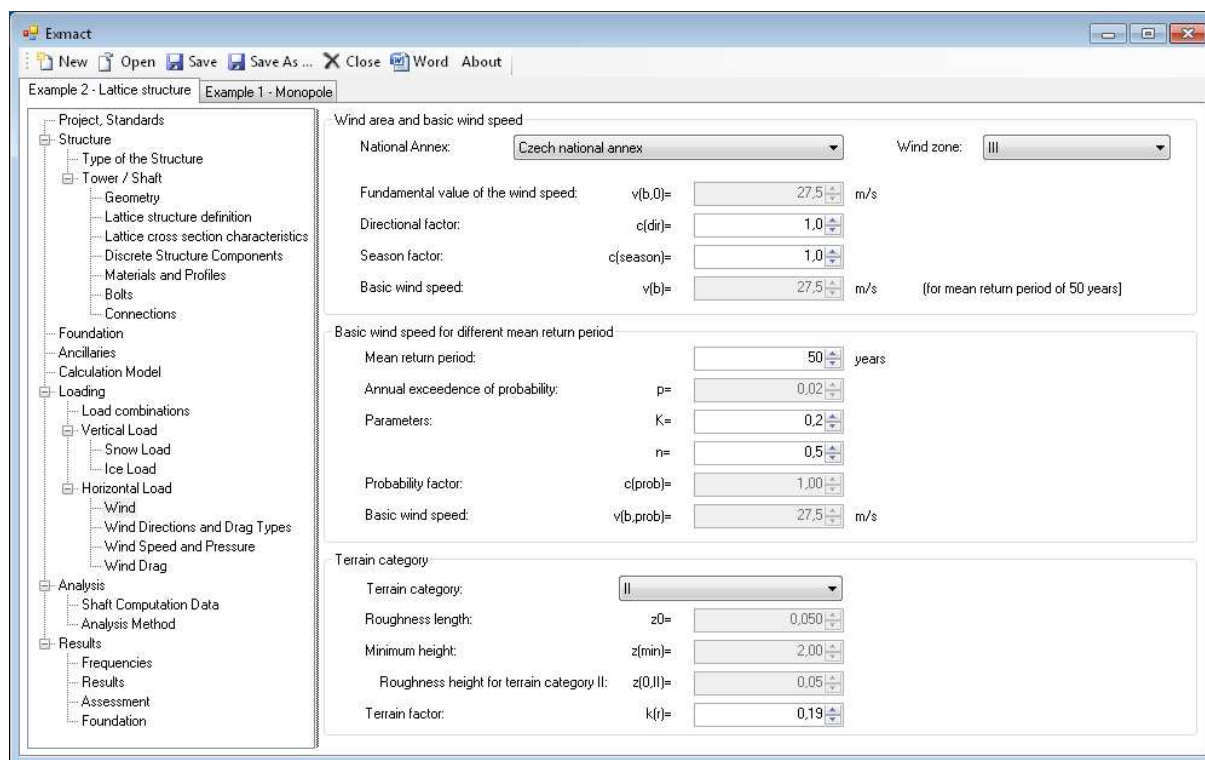 Exmact
New Open Save Save As ... Close Word About
Example 2 - Lattice structure Example 1 - Monopole
Project, Standards
Structure
Type of the Structure
Tower / Shaft
Geometry
Lattice structure definition
Lattice cross section characteristics
Discrete Structure Components
Materials and Profiles
Bolts
Connections
Foundation
Ancillaries
Calculation Model
Loading
Load combinations
Vertical Load
Snow Load
Ice Load
Horizontal Load
Wind
Wind Directions and Drag Types
Wind Speed and Pressure
Wind Drag
Analysis
Shaft Computation Data
Analysis Method
Results
Frequencies
Results
Assessment
Foundation
Wind area and basic wind speed
National Annex: Czech national annex Wind zone: III
Fundamental value of the wind speed: v(b,0)= 27,5 m/s
Directional factor: c(dir)= 1,0
Season factor: c(season)= 1,0
Basic wind speed: v(b)= 27,5 m/s (for mean return period of 50 years)
Basic wind speed for different mean return period
Mean return period: 50 years
Annual exceedence of probability: p= 0,02
Parameters: K= 0,2
n= 0,5
Probability factor: c(prob)= 1,00
Basic wind speed: v(b,prob)= 27,5 m/s
Terrain category
Terrain category: II
Roughness length: z0= 0,050
Minimum height: z(min)= 2,00
Roughness height for terrain category II: z(0,II)= 0,05
Terrain factor: k(r)= 0,19